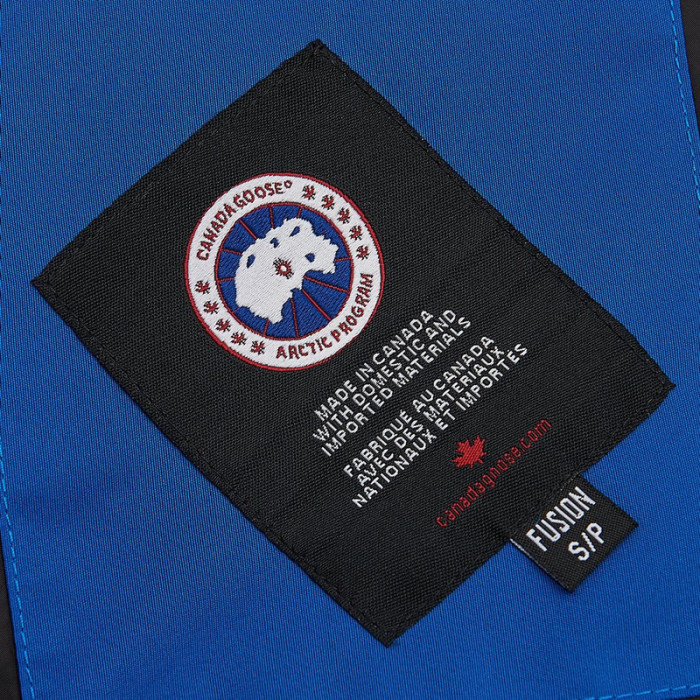 CANADA GOOSE®
ARCTIC PROGRAM
MADE IN CANADA
WITH DOMESTIC AND
IMPORTED MATERIALS
FABRIQUÉ AU CANADA
AVEC DES MATÉRIAUX
NATIONAUX ET IMPORTÉS
canadaghose.com
FUSION
S/P